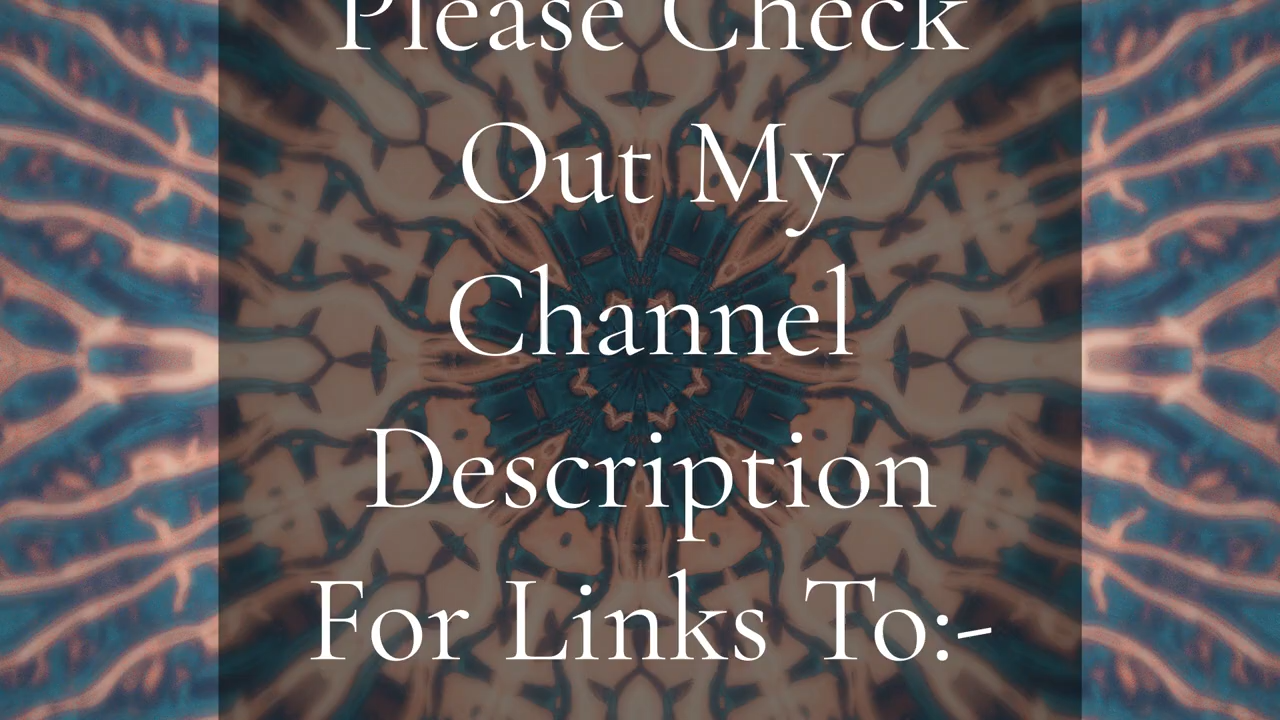 Please Check
Out My
Channel
Description
For Links To:-